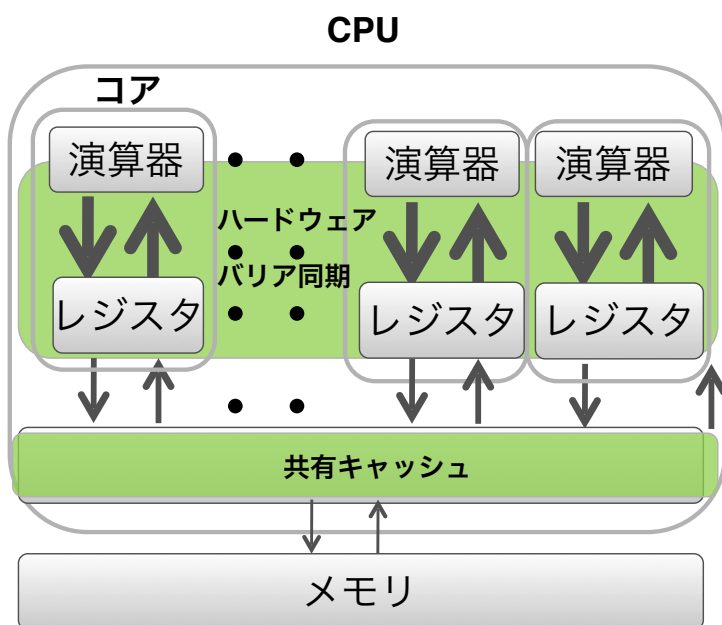 CPU
コア
演算器
演算器
演算器
ハードウェア
バリア同期
レジスタ
レジスタ
レジスタ
共有キャッシュ
メモリ